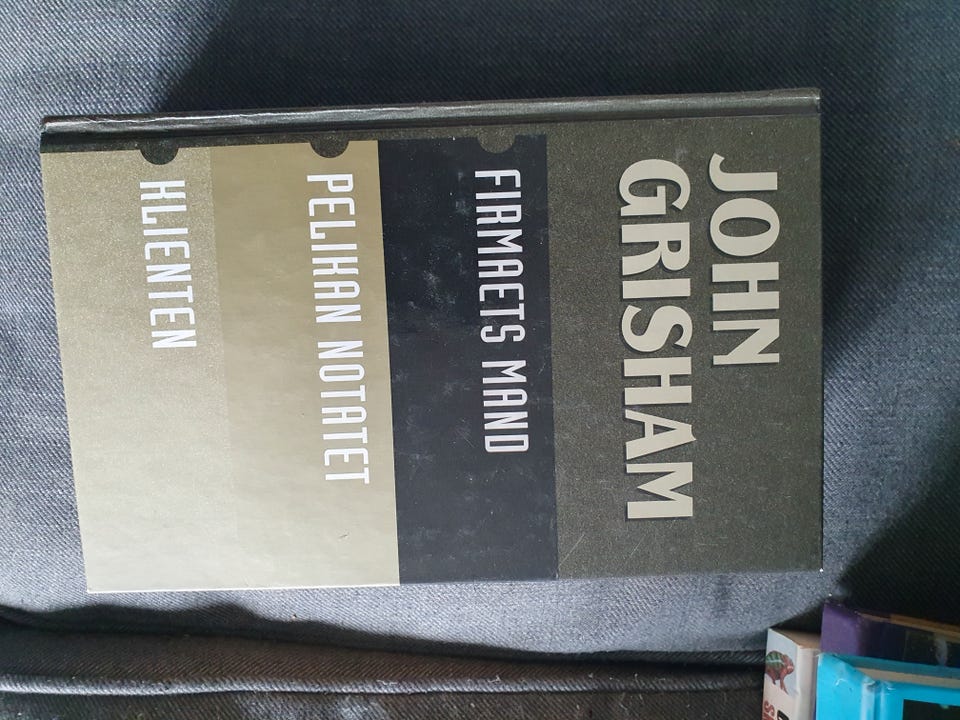 JOHN
GRISHAM
FIRMAETS MAND
PELIKAN NOTATET
KLIENTEN